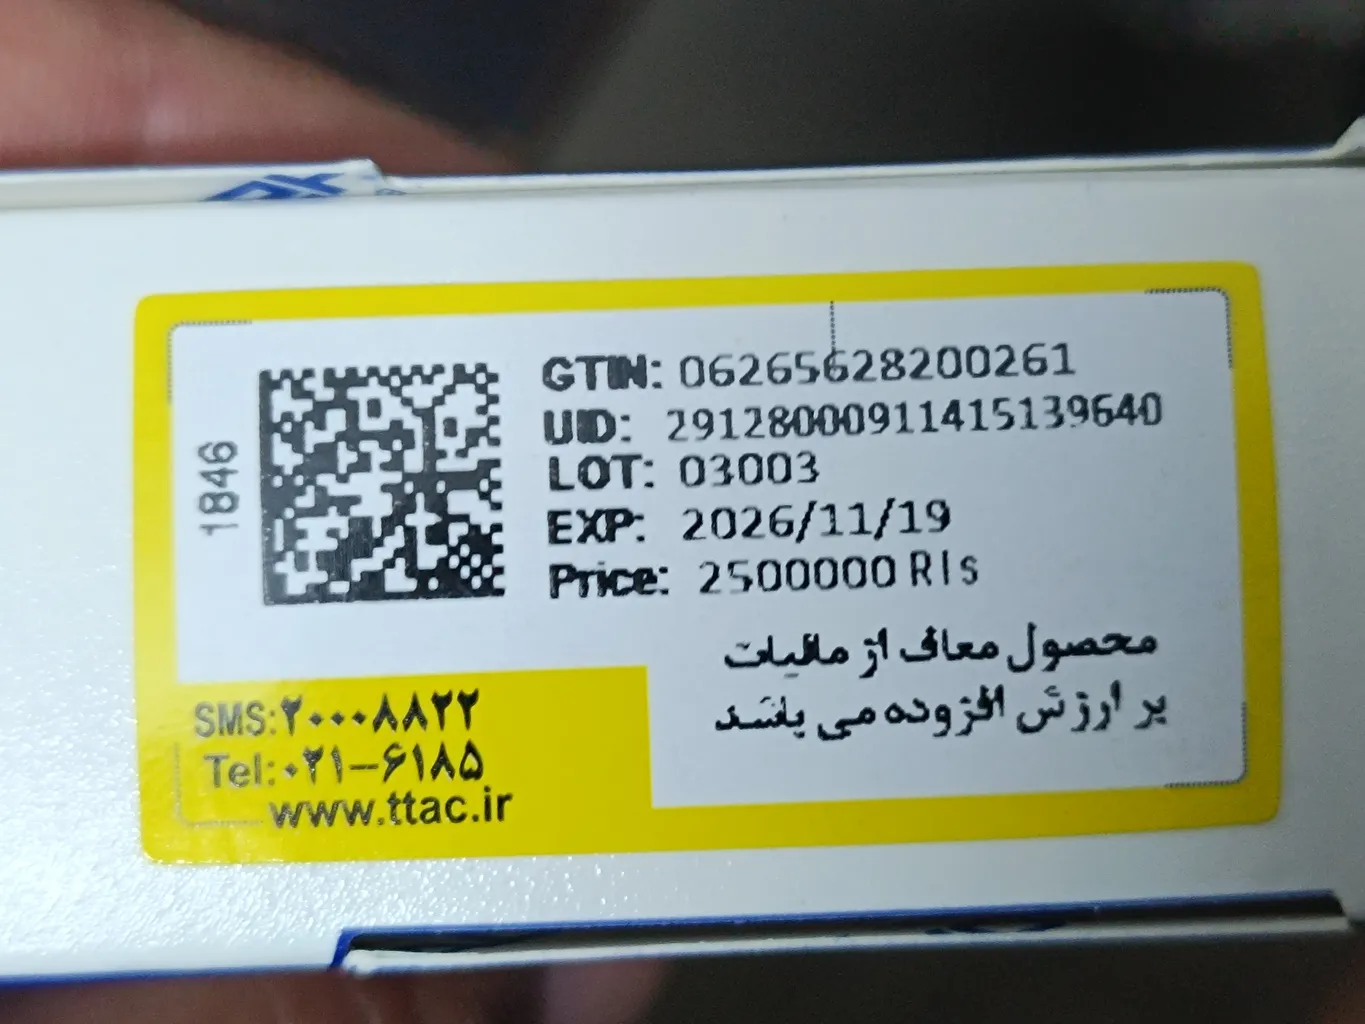 1846
GTIN: 06265628200261
UID: 29128000911415139640
LOT: 03003
EXP: 2026/11/19
Price: 2500000 Rls
محصول معاف از مالیات
بر ارزش افزوده می باشد
SMS:۲۰۰۰۸۸۲۲
Tel:۰۲۱-۶۱۸۵
www.ttac.ir